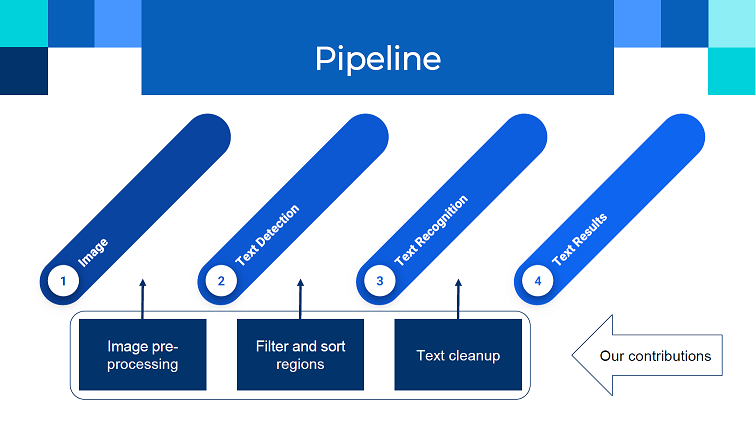 Pipeline
1 Image
2 Text Detection
3 Text Recognition
4 Text Results
Image pre-
processing
Filter and sort
regions
Text cleanup
Our contributions